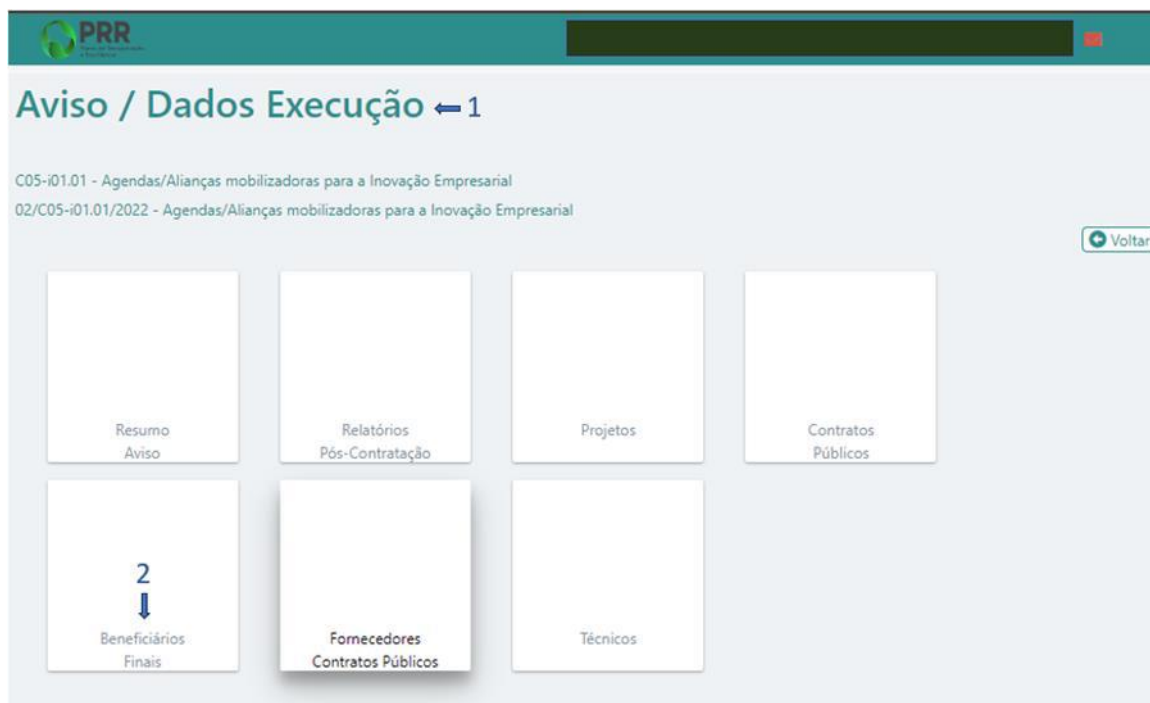 PRR
Aviso / Dados Execução 1
C05-i01.01 - Agendas/Alianças mobilizadoras para a Inovação Empresarial
02/C05-i01.01/2022 - Agendas/Alianças mobilizadoras para a Inovação Empresarial
Voltar
Resumo
Aviso
Relatórios
Pós-Contratação
Projetos
Contratos
Públicos
2
Beneficiários
Finais
Fornecedores
Contratos Públicos
Técnicos